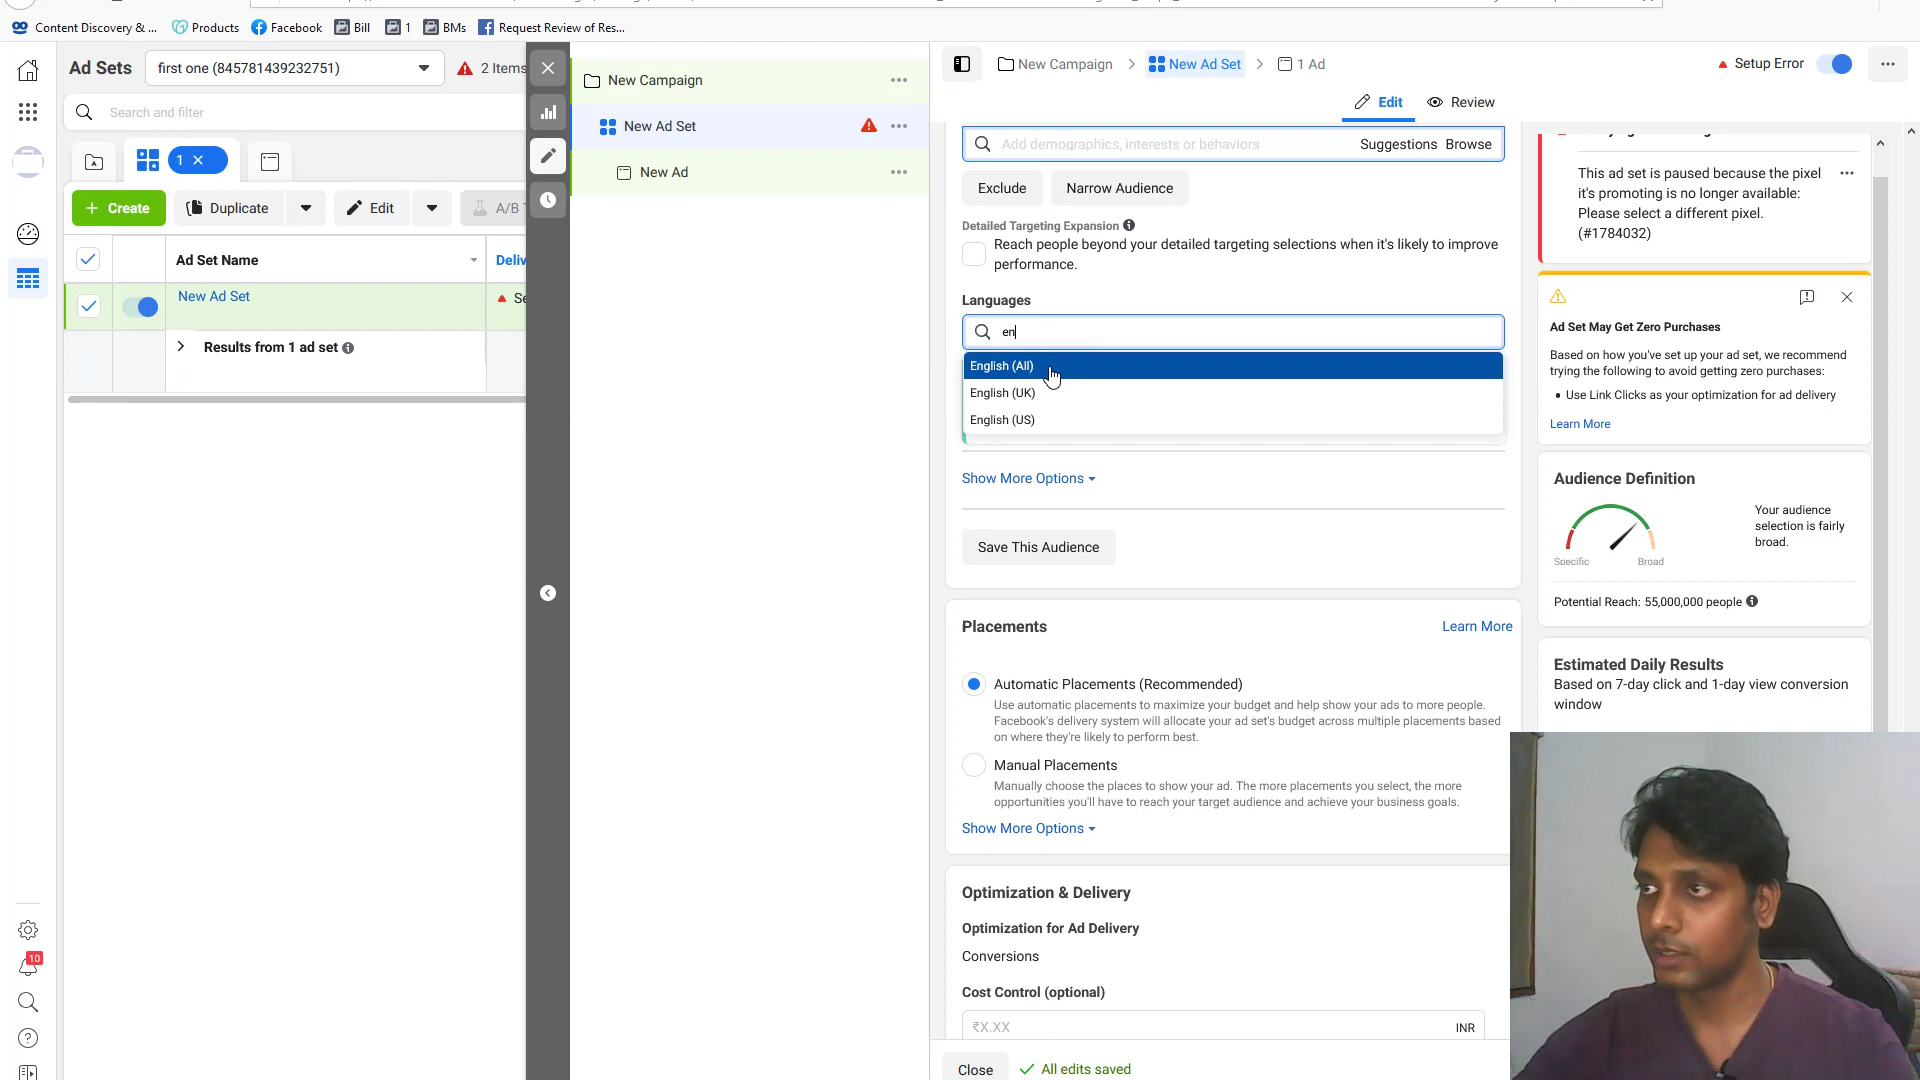 Content Discovery & ...
Products
Facebook
Bill
1
BMs
Request Review of Res...
Ad Sets
first one (845781439232751)
2 Items
Search and filter
1
Create
Duplicate
Edit
A/B T
Ad Set Name
Deliv
New Ad Set
Se
Results from 1 ad set
10
New Campaign
New Ad Set
New Ad
New Campaign
New Ad Set
1 Ad
Setup Error
Edit
Review
Add demographics, interests or behaviors
Suggestions
Browse
Exclude
Narrow Audience
Detailed Targeting Expansion
Reach people beyond your detailed targeting selections when it's likely to improve
performance.
Languages
en
English (All)
English (UK)
English (US)
Show More Options
Save This Audience
Placements
Learn More
Automatic Placements (Recommended)
Use automatic placements to maximize your budget and help show your ads to more people.
Facebook's delivery system will allocate your ad set's budget across multiple placements based
on where they're likely to perform best.
Manual Placements
Manually choose the places to show your ad. The more placements you select, the more
opportunities you'll have to reach your target audience and achieve your business goals.
Show More Options
Optimization & Delivery
Optimization for Ad Delivery
Conversions
Cost Control (optional)
₹X.XX
INR
Close
All edits saved
This ad set is paused because the pixel
it's promoting is no longer available:
Please select a different pixel.
(#1784032)
Ad Set May Get Zero Purchases
Based on how you've set up your ad set, we recommend
trying the following to avoid getting zero purchases:
• Use Link Clicks as your optimization for ad delivery
Learn More
Audience Definition
Your audience
selection is fairly
broad.
Specific
Broad
Potential Reach: 55,000,000 people
Estimated Daily Results
Based on 7-day click and 1-day view conversion
window